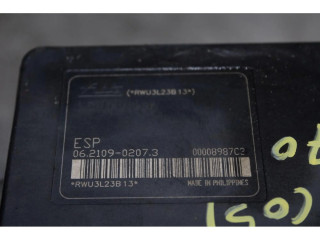 (*RWU3L23B13*)
ESP
06.2109-0207.3 00008987C2
*RWU3L23B13*
MADE IN PHILIPPINES